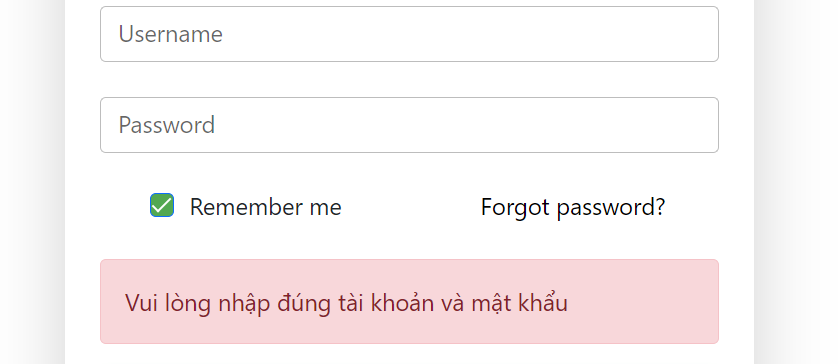 Username
Password
Remember me Forgot password?
Vui lòng nhập đúng tài khoản và mật khẩu